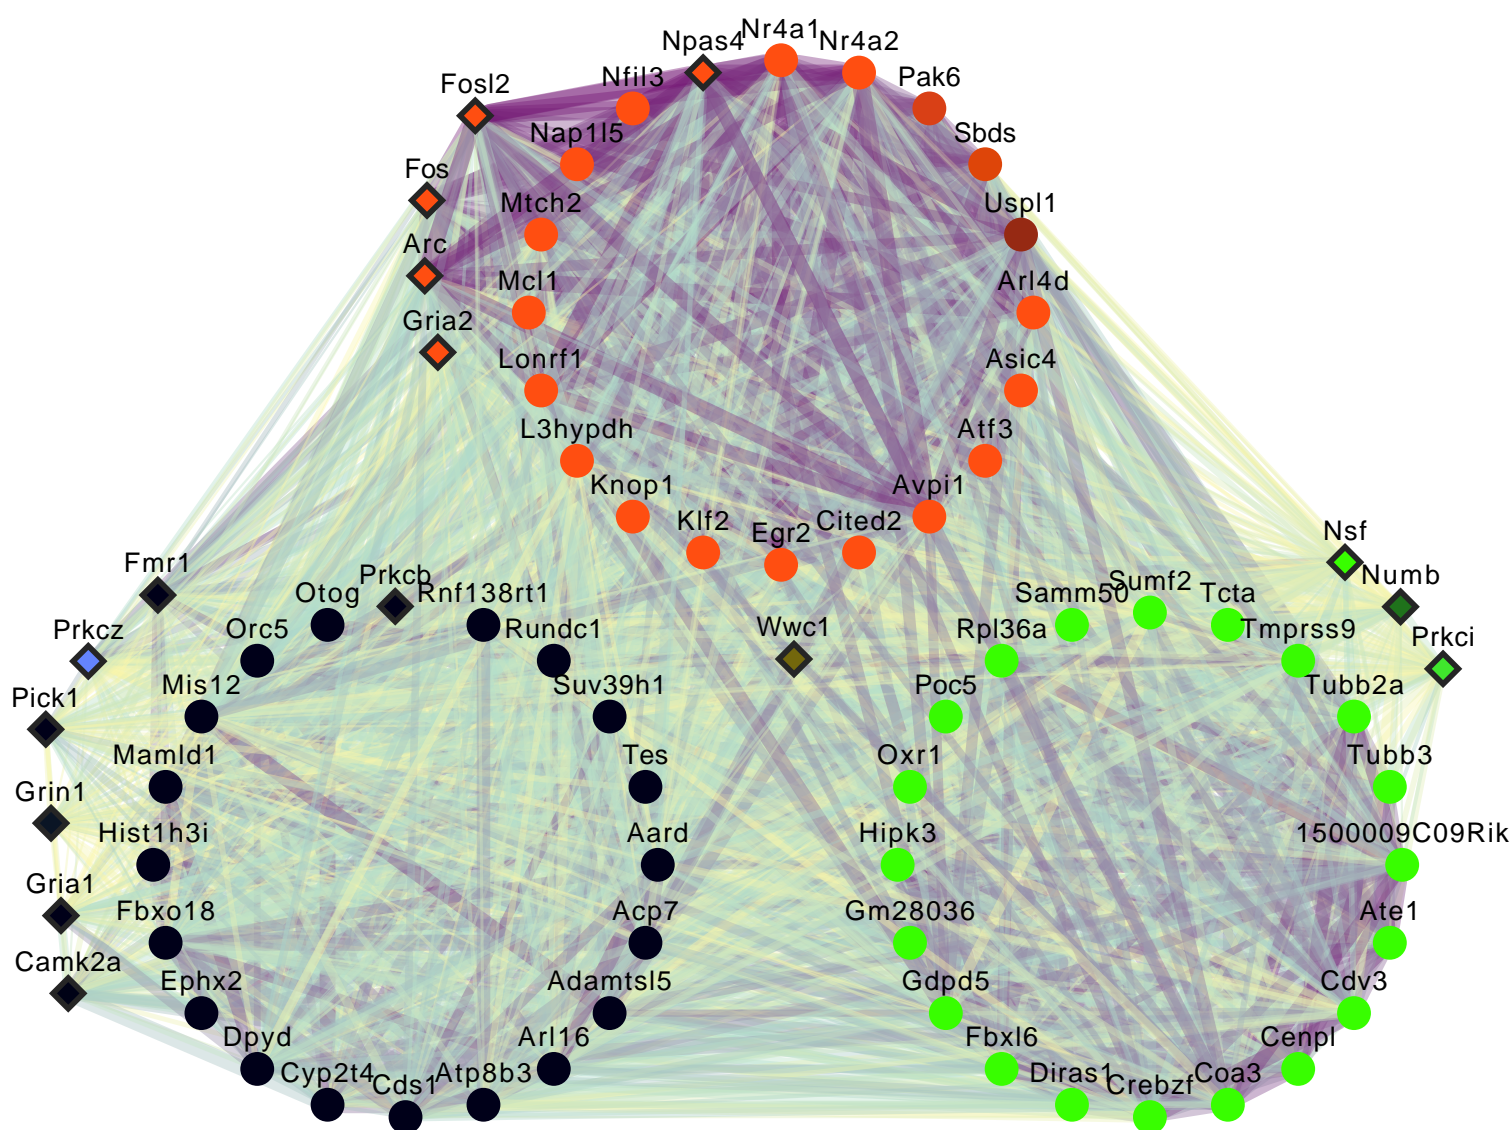 Npas4
Nr4a1
Nr4a2
Fosl2
Nfil3
Pak6
Nap1l5
Sbds
Fos
Mtch2
Uspl1
Arc
Mcl1
Arl4d
Gria2
Lonrf1
Asic4
L3hypdh
Atf3
Knop1
Avpi1
Klf2
Egr2
Cited2
Nsf
Fmr1
Otog
Prkcb
Rnf138rt1
Samm50
Sumf2
Tcta
Numb
Prkcz
Orc5
Rundc1
Wwc1
Rpl36a
Tmprss9
Prkci
Pick1
Mis12
Suv39h1
Poc5
Tubb2a
Mamld1
Tes
Oxr1
Tubb3
Grin1
Hist1h3i
Aard
Hipk3
1500009C09Rik
Gria1
Fbxo18
Acp7
Gm28036
Ate1
Camk2a
Ephx2
Adamtsl5
Gdpd5
Cdv3
Dpyd
Arl16
Fbxl6
Cenpl
Cyp2t4
Cds1
Atp8b3
Diras1
Crebzf
Coa3